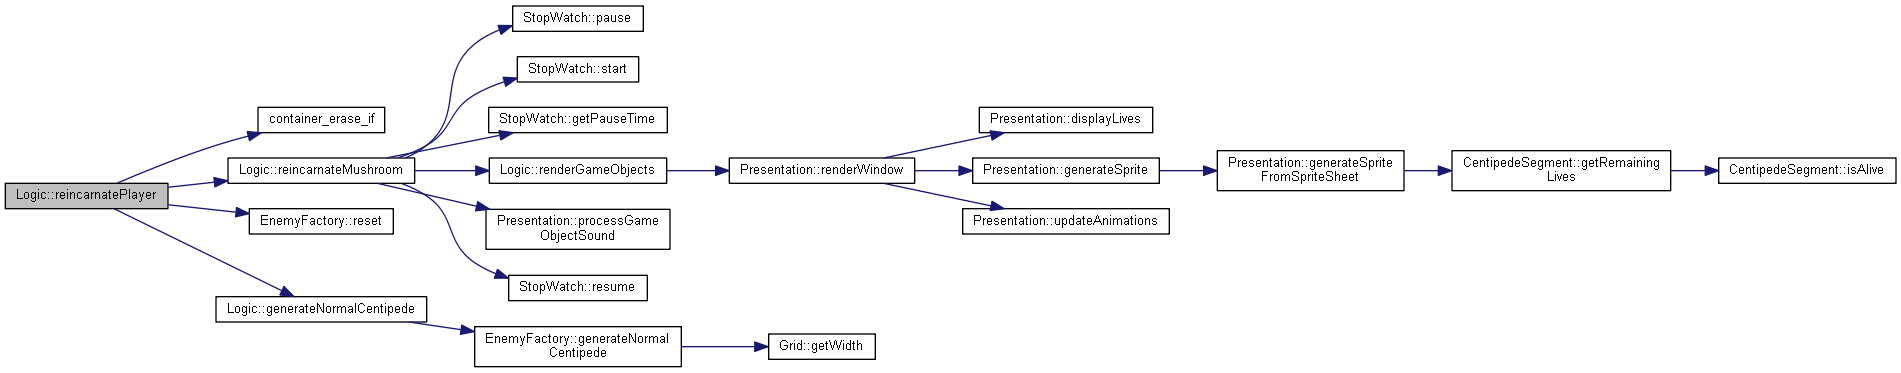 StopWatch::pause
StopWatch::start
container_erase_if
StopWatch::getPauseTime
Presentation::displayLives
Logic::reincarnatePlayer
Logic::reincarnateMushroom
Logic::renderGameObjects
Presentation::renderWindow
Presentation::generateSprite
Presentation::generateSprite
FromSpriteSheet
CentipedeSegment::getRemaining
Lives
CentipedeSegment::isAlive
EnemyFactory::reset
Presentation::processGame
ObjectSound
Presentation::updateAnimations
StopWatch::resume
Logic::generateNormalCentipede
EnemyFactory::generateNormal
Centipede
Grid::getWidth